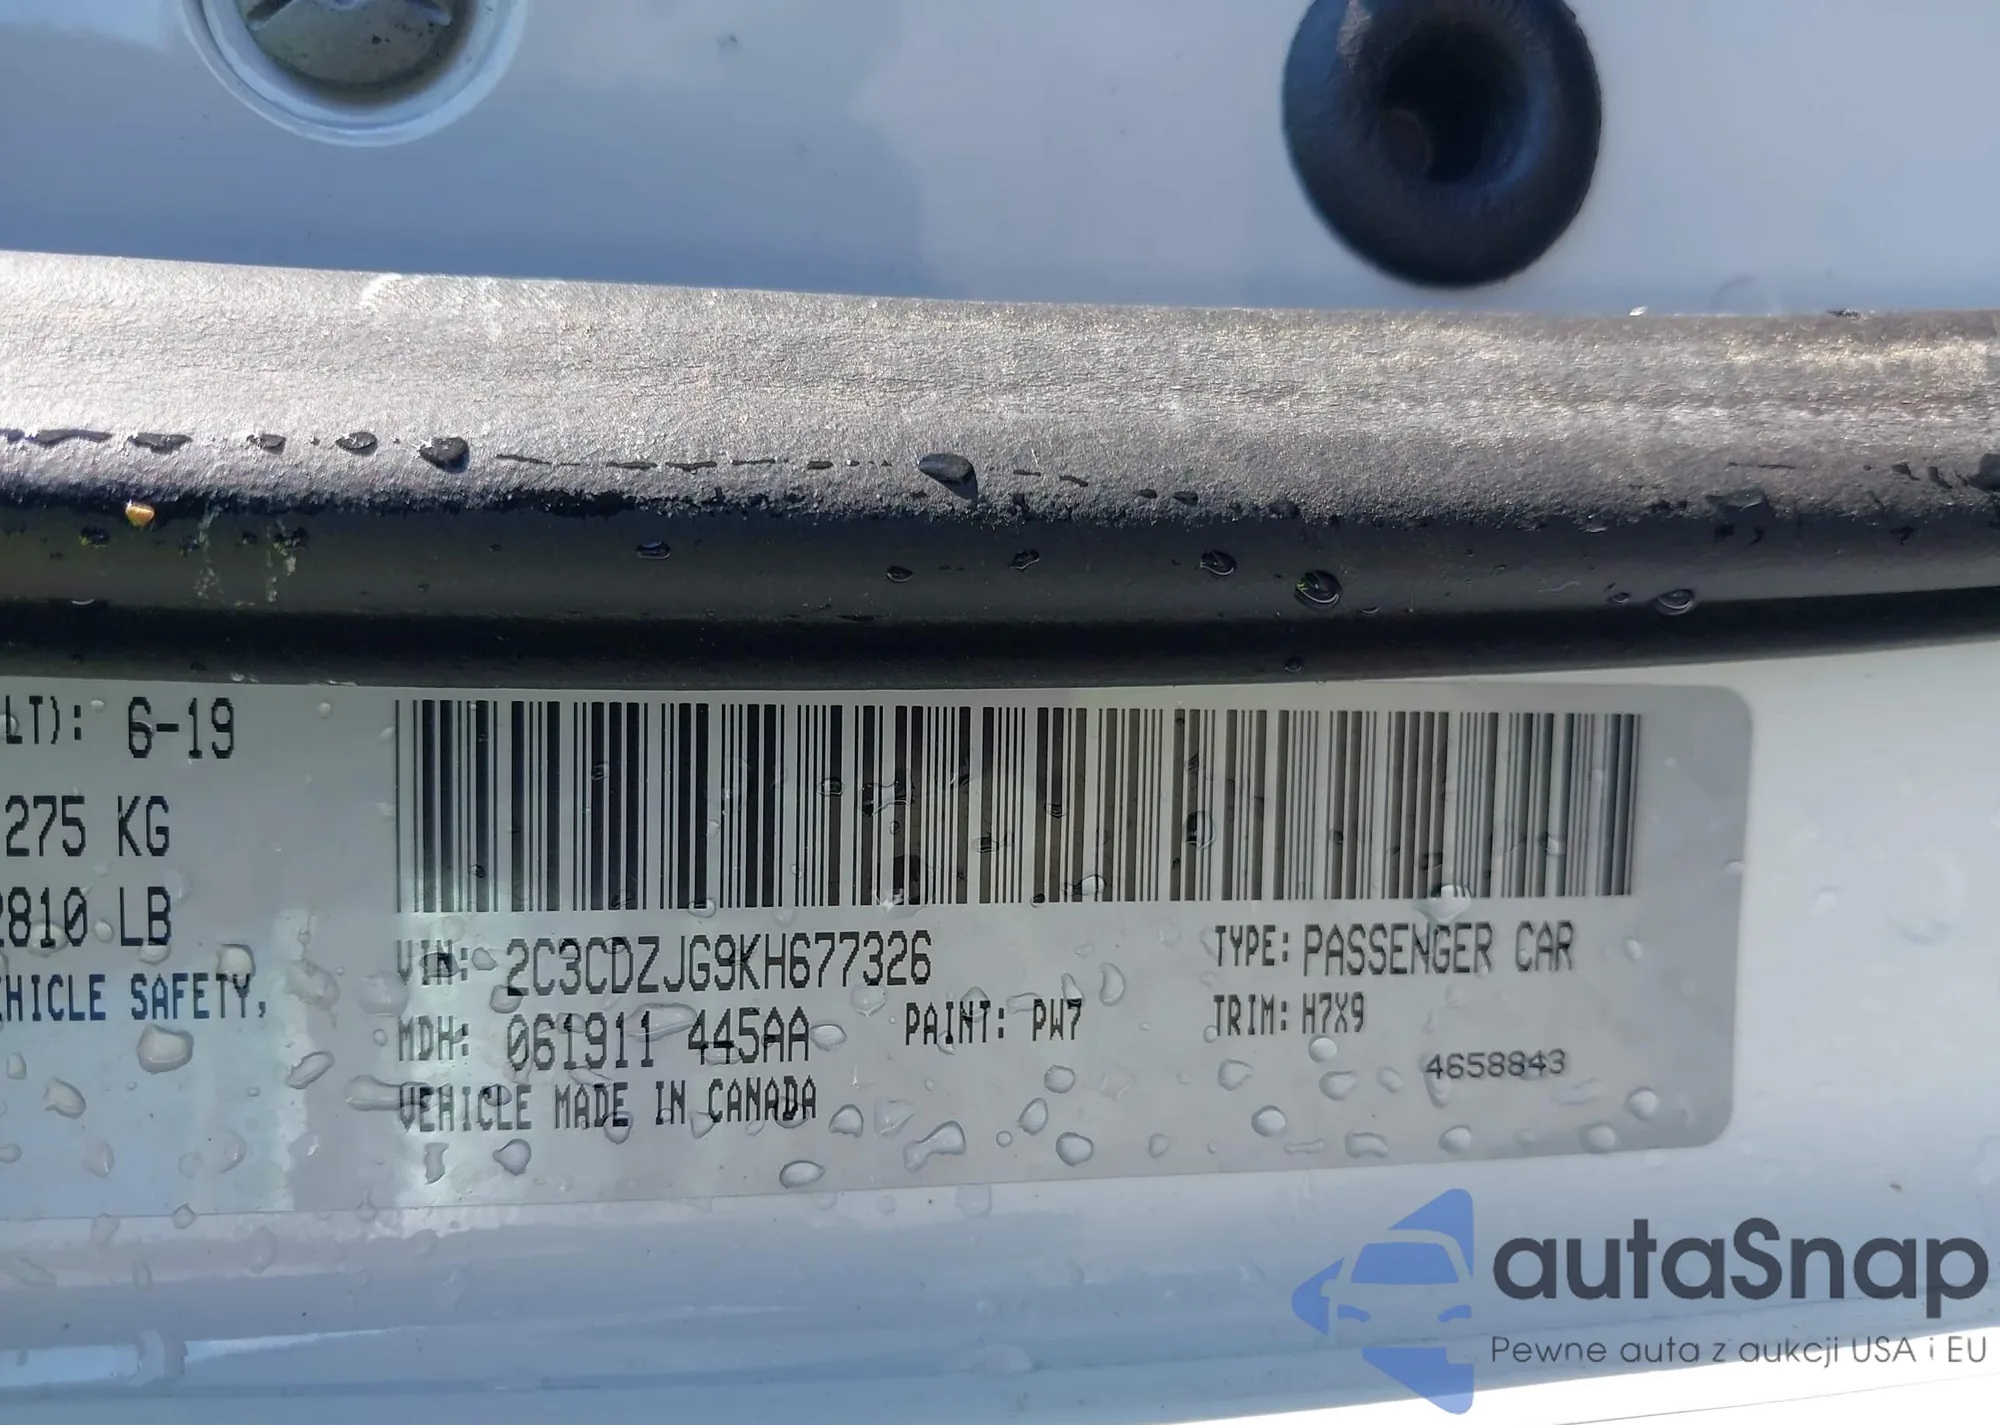 LT): 6-19
275 KG
2810 LB
EHICLE SAFETY,
VIN: 2C3CDZJG9KH677326
TYPE: PASSENGER CAR
MDH: 061911 445AA
PAINT: PW7
TRIM: H7X9
4658843
VEHICLE MADE IN CANADA
autaSnap
Pewne auta z aukcji USA i EU